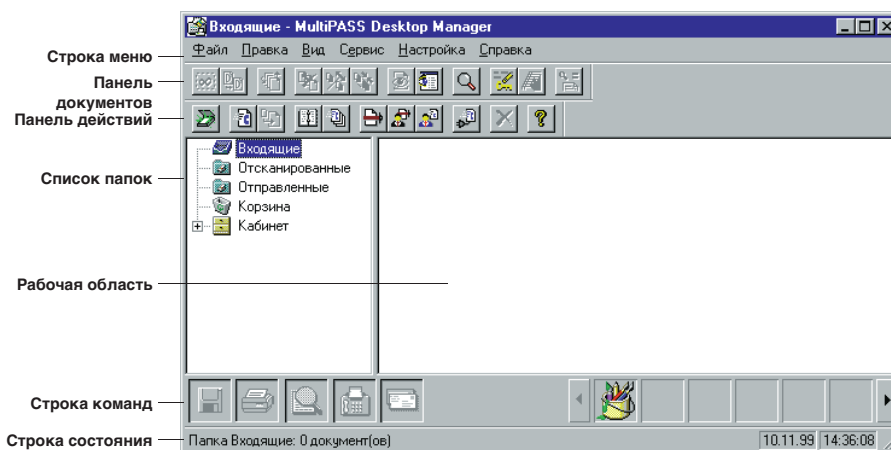 Входящие - MultiPASS Desktop Manager
Файл Правка Вид Сервис Настройка Справка
Строка меню
Панель
документов
Панель действий
Входящие
Отсканированные
Список папок
Отправленные
Корзина
Кабинет
Рабочая область
Строка команд
Строка состояния
Папка Входящие: 0 документ(ов)
10.11.99 14:36:08